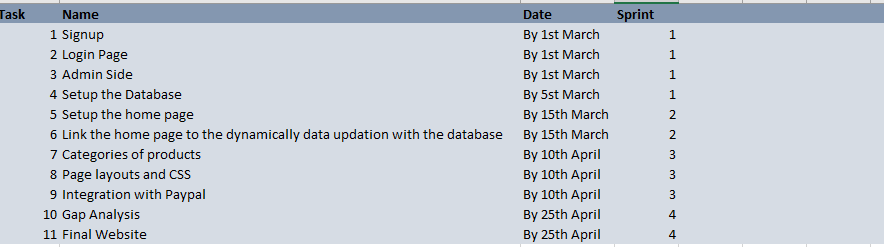 Task Name Date Sprint
1 Signup By 1st March 1
2 Login Page By 1st March 1
3 Admin Side By 1st March 1
4 Setup the Database By 5st March 1
5 Setup the home page By 15th March 2
6 Link the home page to the dynamically data updation with the database By 15th March 2
7 Categories of products By 10th April 3
8 Page layouts and CSS By 10th April 3
9 Integration with Paypal By 10th April 3
10 Gap Analysis By 25th April 4
11 Final Website By 25th April 4